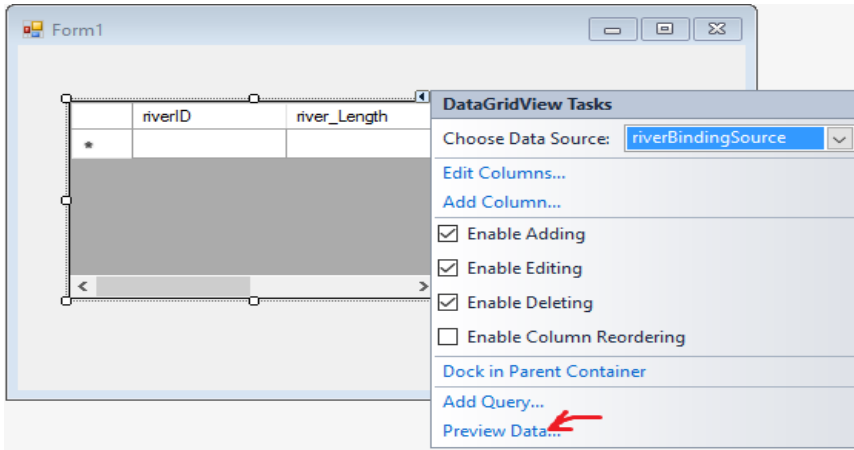 Form1
riverID river_Length
*
DataGridView Tasks
Choose Data Source: riverBindingSource
Edit Columns...
Add Column...
Enable Adding
Enable Editing
Enable Deleting
Enable Column Reordering
Dock in Parent Container
Add Query...
Preview Data...